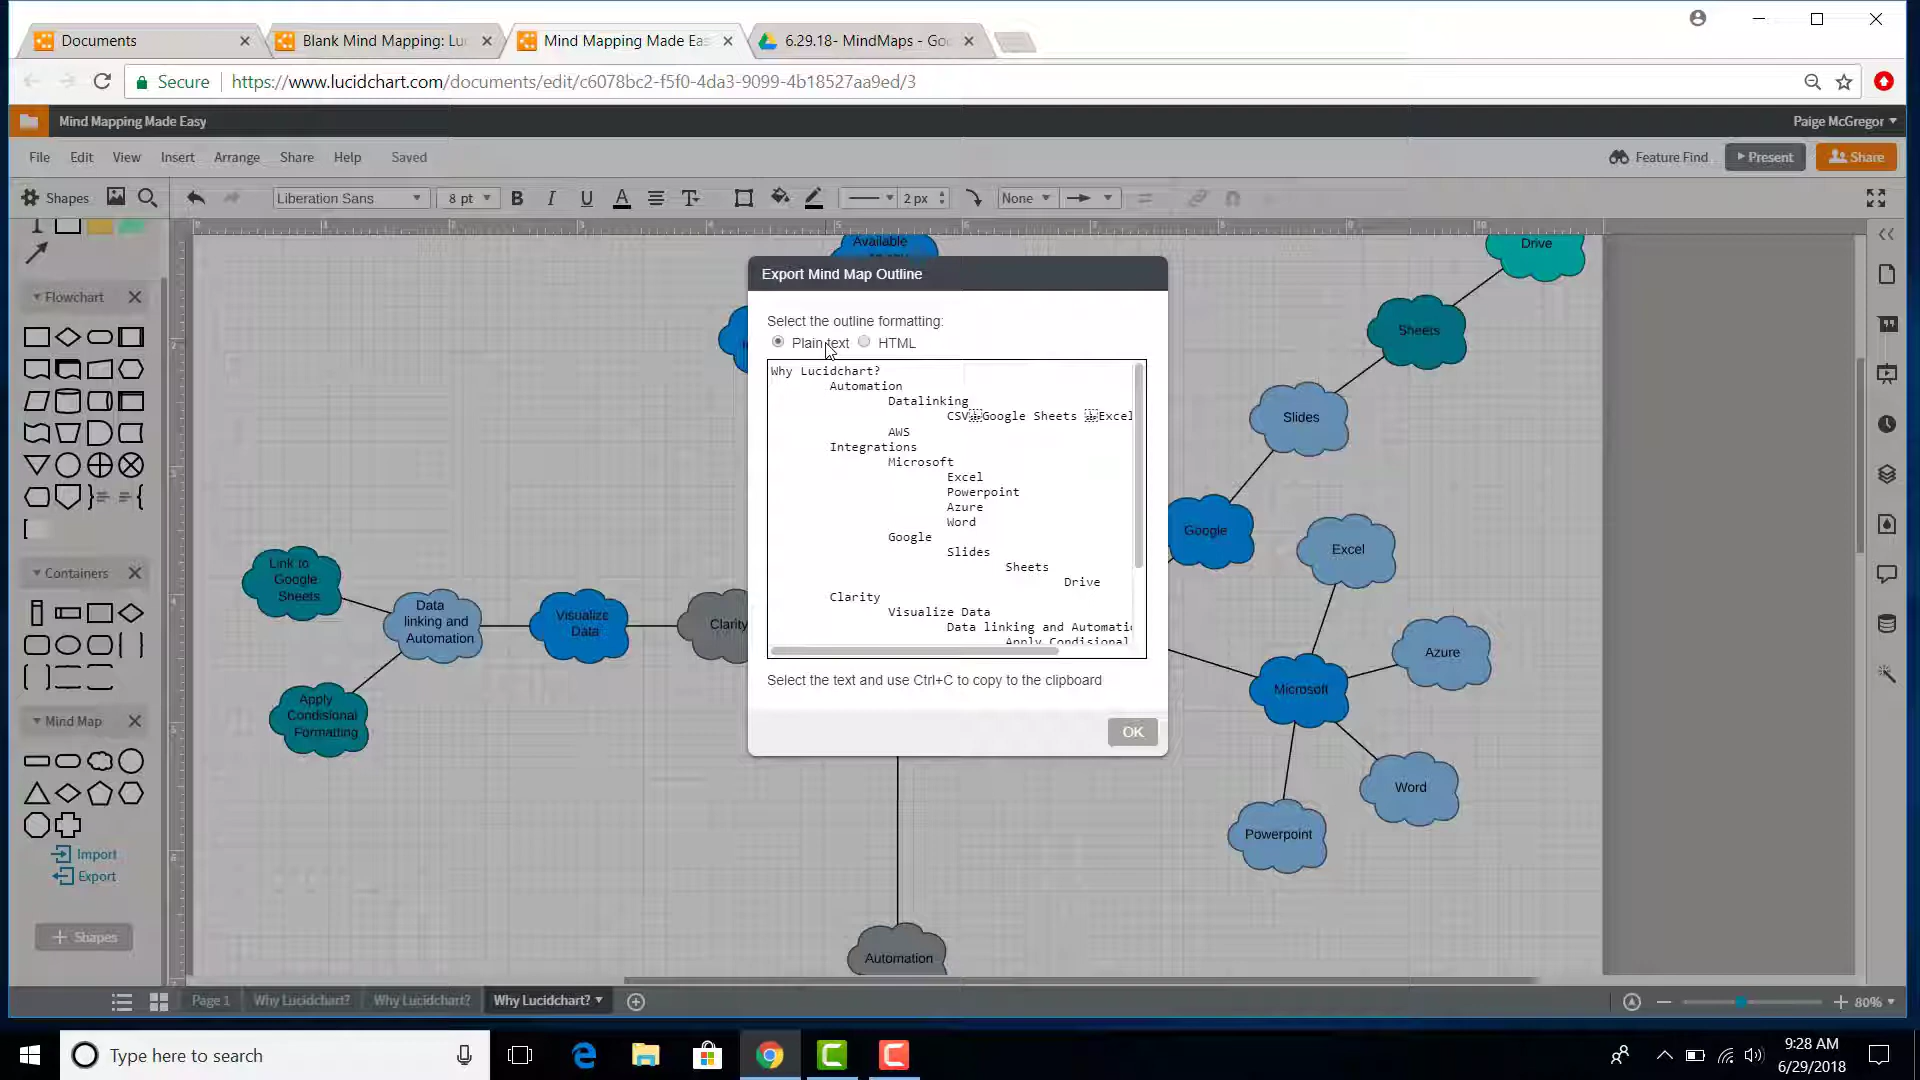 Documents
Blank Mind Mapping: Lu
Mind Mapping Made Eas
6.29.18- MindMaps - Goo
Secure
https://www.lucidchart.com/documents/edit/c6078bc2-f5f0-4da3-9099-4b18527aa9ed/3
Mind Mapping Made Easy
Paige McGregor
File Edit View Insert Arrange Share Help Saved
Feature Find
Present
Share
Shapes
Liberation Sans
8 pt
B I U A
2 px
None
Flowchart
Containers
Mind Map
Import
Export
+ Shapes
Available
Drive
Sheets
Slides
Google
Excel
Azure
Microsoft
Word
Powerpoint
Link to
Google
Sheets
Data
linking and
Automation
Visualize
Data
Clarity
Apply
Condisional
Formatting
Automation
Export Mind Map Outline
Select the outline formatting:
Plain text
HTML
Why Lucidchart?
Automation
Datalinking
CSV Google Sheets Excel
AWS
Integrations
Microsoft
Excel
Powerpoint
Azure
Word
Google
Slides
Sheets
Drive
Clarity
Visualize Data
Data linking and Automatic
Apply Condisional
Select the text and use Ctrl+C to copy to the clipboard
OK
Page 1
Why Lucidchart?
Why Lucidchart?
Why Lucidchart?
80%
Type here to search
9:28 AM
6/29/2018